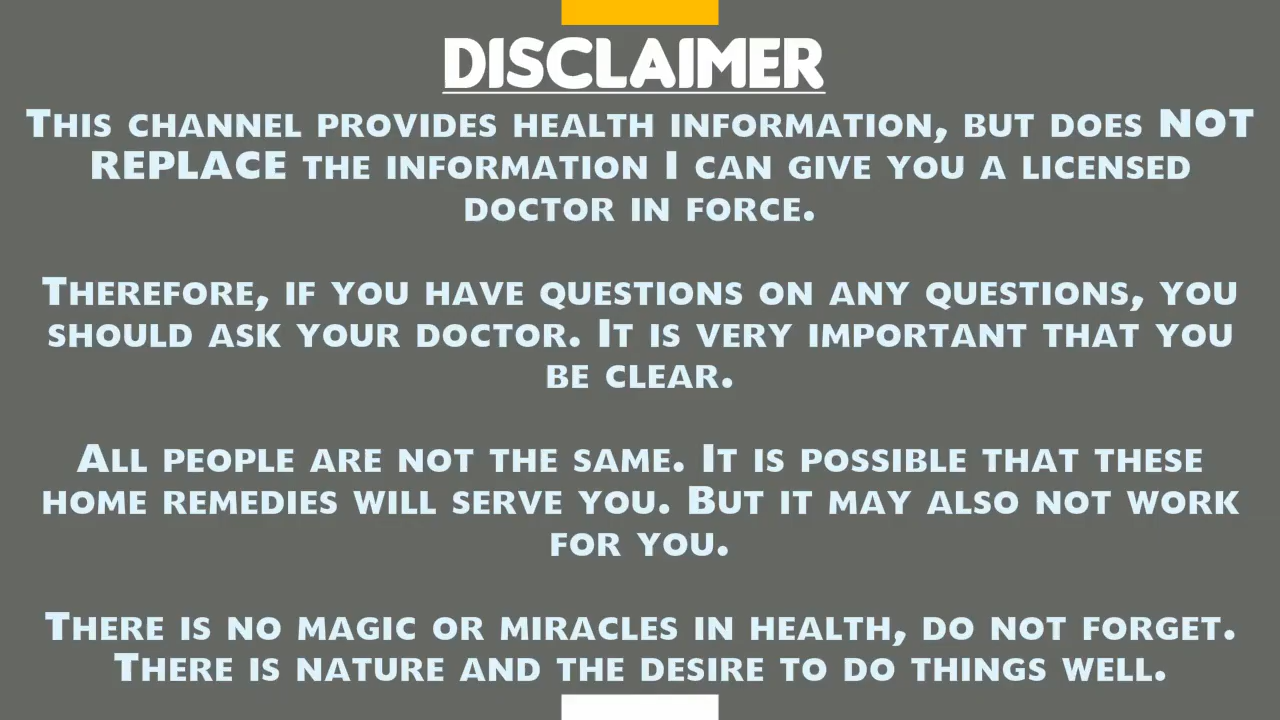 DISCLAIMER
THIS CHANNEL PROVIDES HEALTH INFORMATION, BUT DOES NOT
REPLACE THE INFORMATION I CAN GIVE YOU A LICENSED
DOCTOR IN FORCE.
THEREFORE, IF YOU HAVE QUESTIONS ON ANY QUESTIONS, YOU
SHOULD ASK YOUR DOCTOR. IT IS VERY IMPORTANT THAT YOU
BE CLEAR.
ALL PEOPLE ARE NOT THE SAME. IT IS POSSIBLE THAT THESE
HOME REMEDIES WILL SERVE YOU. BUT IT MAY ALSO NOT WORK
FOR YOU.
THERE IS NO MAGIC OR MIRACLES IN HEALTH, DO NOT FORGET.
THERE IS NATURE AND THE DESIRE TO DO THINGS WELL.